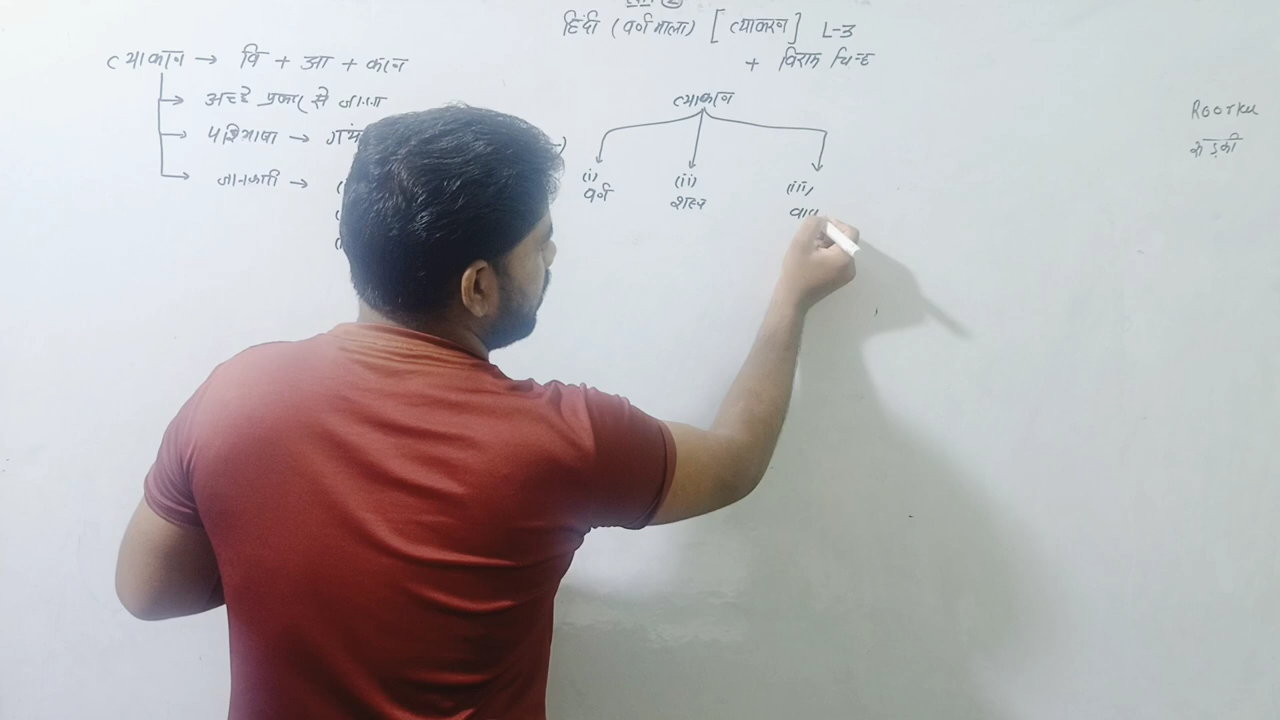 हिंदी (वर्णमाला) [व्याकरण] L-3
+ विराम चिन्ह
व्याकरण → वि + आ + करण
→ अच्छे प्रकार से जानना
→ परिभाषा →
→ जानकारी →
व्याकरण
(i) (ii) (iii)
वर्ण शब्द वाक
ROORKEE
रुड़की